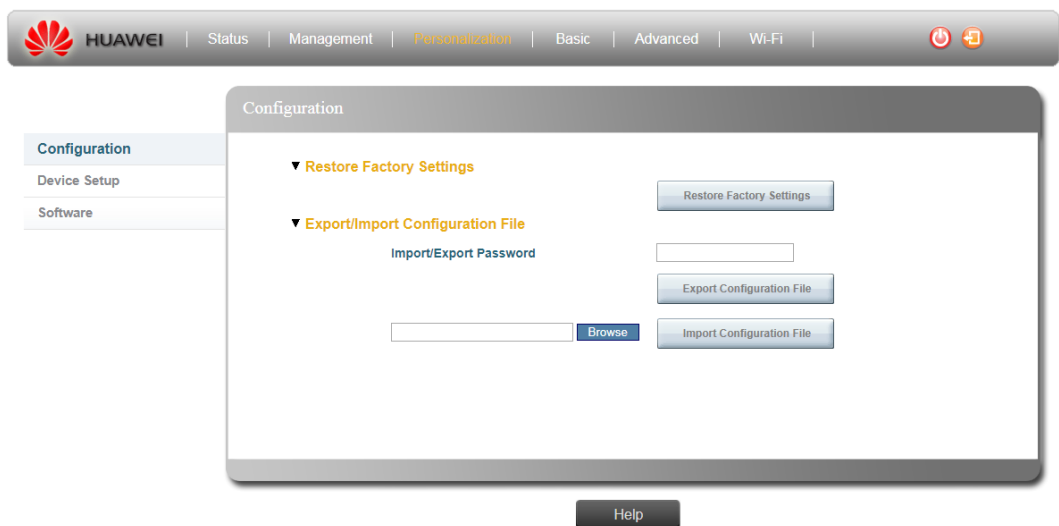 HUAWEI | Status | Management | Personalization | Basic | Advanced | Wi-Fi |
Configuration
Configuration
Device Setup
Software
Restore Factory Settings
Restore Factory Settings
Export/Import Configuration File
Import/Export Password
Export Configuration File
Browse
Import Configuration File
Help